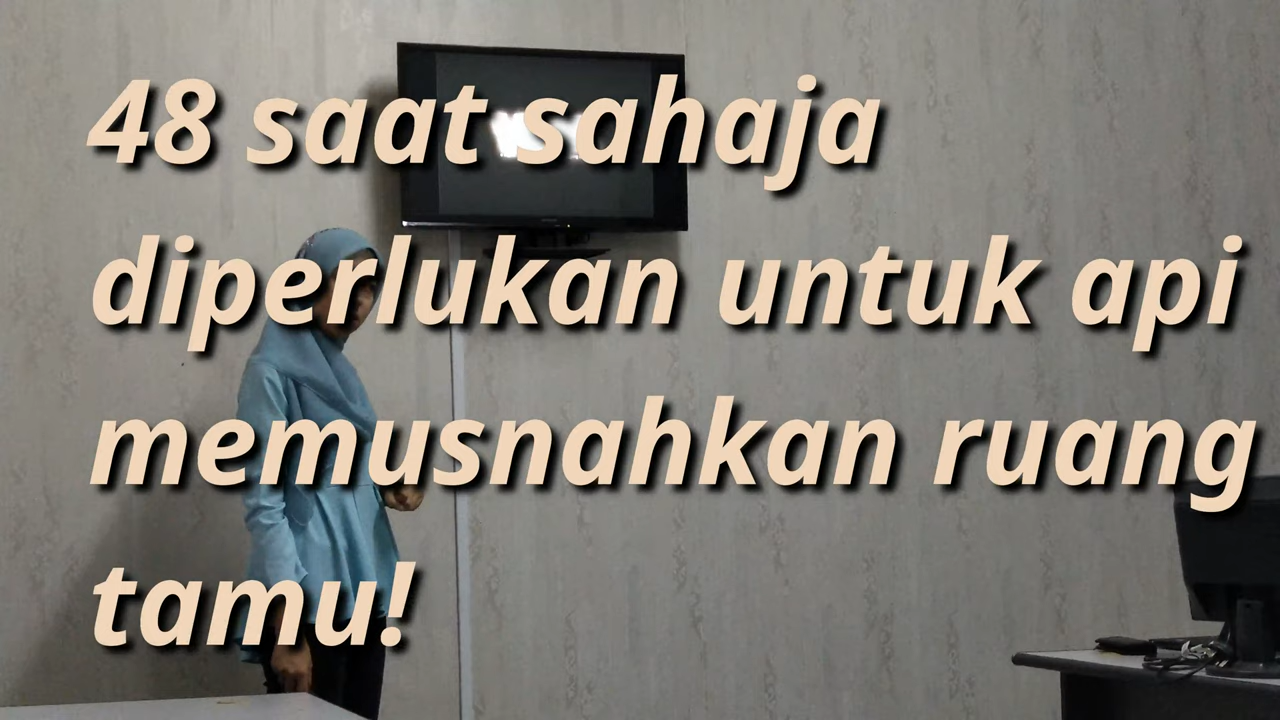 48 saat sahaja
diperlukan untuk api
memusnahkan ruang
tamu!